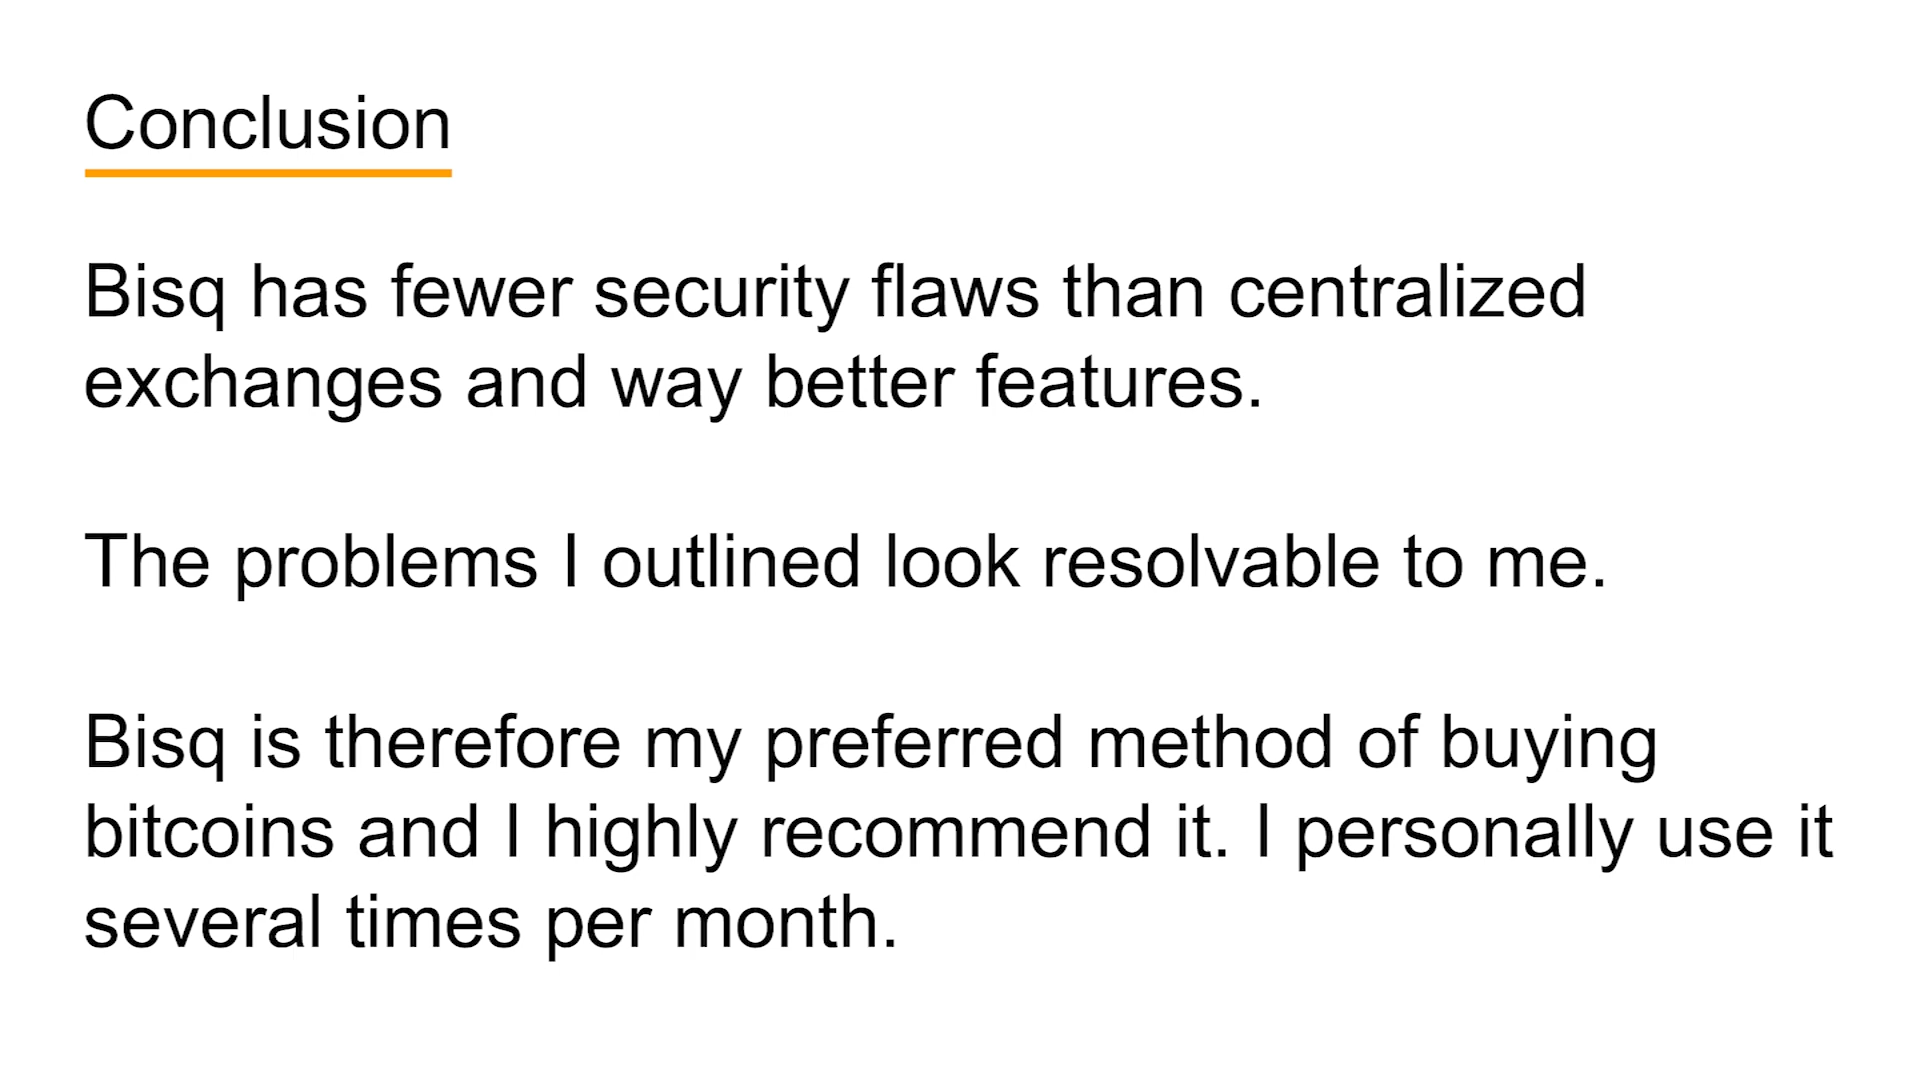 Conclusion
Bisq has fewer security flaws than centralized
exchanges and way better features.
The problems I outlined look resolvable to me.
Bisq is therefore my preferred method of buying
bitcoins and I highly recommend it. I personally use it
several times per month.